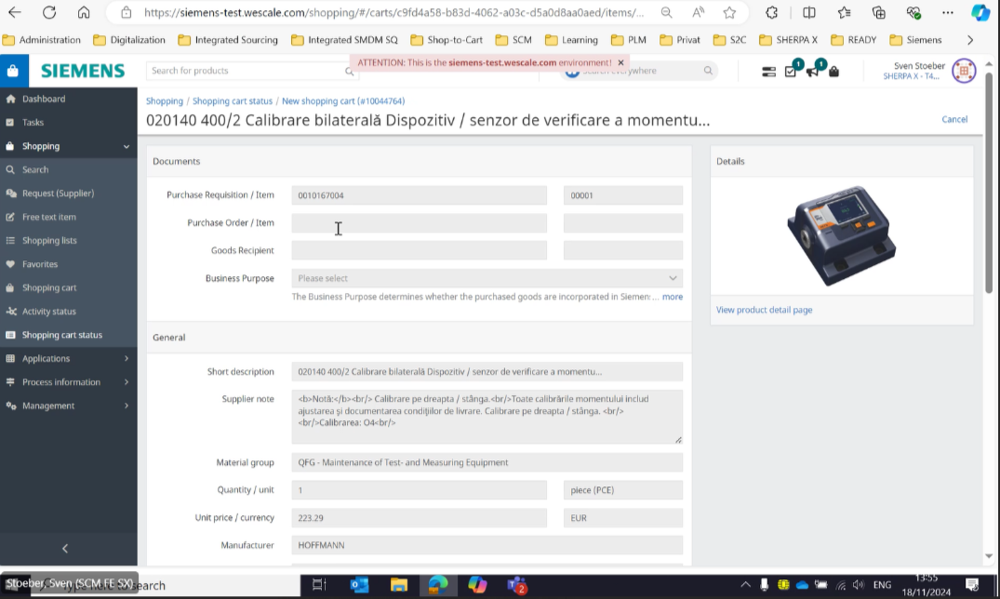 https://siemens-test.wescale.com/shopping/#/carts/c9fd4a58-b83d-4062-a03c-d5a0d8aa0aed/items/...
Administration
Digitalization
Integrated Sourcing
Integrated SMDM SQ
Shop-to-Cart
SCM
Learning
PLM
Privat
S2C
SHERPA X
READY
Siemens
SIEMENS
Search for products
ATTENTION: This is the siemens-test.wescale.com environment! ×
Search everywhere
1
1
Sven Stoeber
SHERPA X - T4...
Dashboard
Tasks
Shopping
Search
Request (Supplier)
Free text item
Shopping lists
Favorites
Shopping cart
Activity status
Shopping cart status
Applications
Process information
Management
Shopping / Shopping cart status / New shopping cart (#10044764)
020140 400/2 Calibrare bilaterală Dispozitiv / senzor de verificare a momentu...
Cancel
Documents
Purchase Requisition / Item 0010167004 00001
Purchase Order / Item
Goods Recipient
Business Purpose Please select
The Business Purpose determines whether the purchased goods are incorporated in Siemen: ... more
General
Short description 020140 400/2 Calibrare bilaterală Dispozitiv / senzor de verificare a momentu...
Supplier note <b>Notă:</b><br/> Calibrare pe dreapta / stânga.<br/>Toate calibrările momentului includ
ajustarea şi documentarea condiţiilor de livrare. Calibrare pe dreapta / stânga. <br/>
<br/>Calibrarea: O4<br/>
Material group QFG - Maintenance of Test- and Measuring Equipment
Quantity / unit 1 piece (PCE)
Unit price / currency 223.29 EUR
Manufacturer HOFFMANN
Details
View product detail page
Stoeber, Sven (SCM FE SX)
search
2
ENG
13:55
18/11/2024